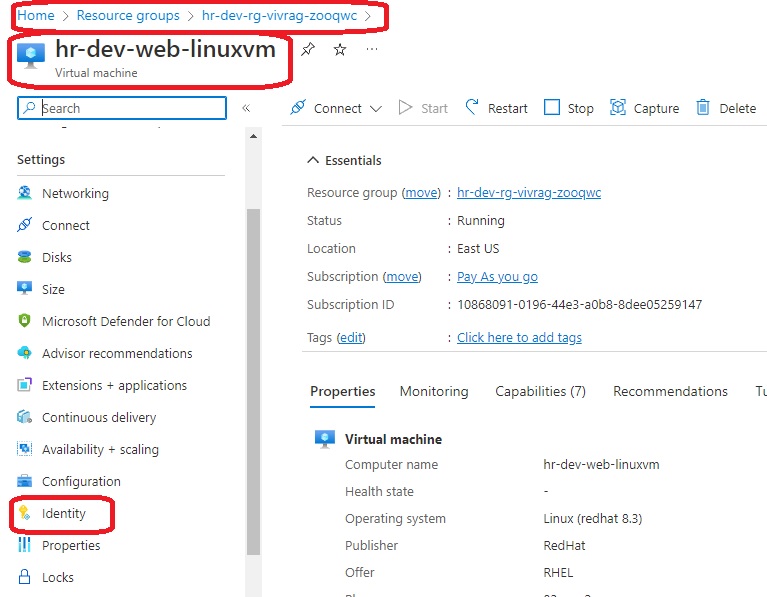 Home > Resource groups > hr-dev-rg-vivrag-zooqwc >
hr-dev-web-linuxvm ...
Virtual machine
Search «
Settings
Networking
Connect
Disks
Size
Microsoft Defender for Cloud
Advisor recommendations
Extensions + applications
Continuous delivery
Availability + scaling
Configuration
Identity
Properties
Locks
Connect Start Restart Stop Capture Delete
Essentials
Resource group (move) : hr-dev-rg-vivrag-zooqwc
Status : Running
Location : East US
Subscription (move) : Pay As you go
Subscription ID : 10868091-0196-44e3-a0b8-8dee05259147
Tags (edit) : Click here to add tags
Properties Monitoring Capabilities (7) Recommendations
Virtual machine
Computer name hr-dev-web-linuxvm
Health state -
Operating system Linux (redhat 8.3)
Publisher RedHat
Offer RHEL